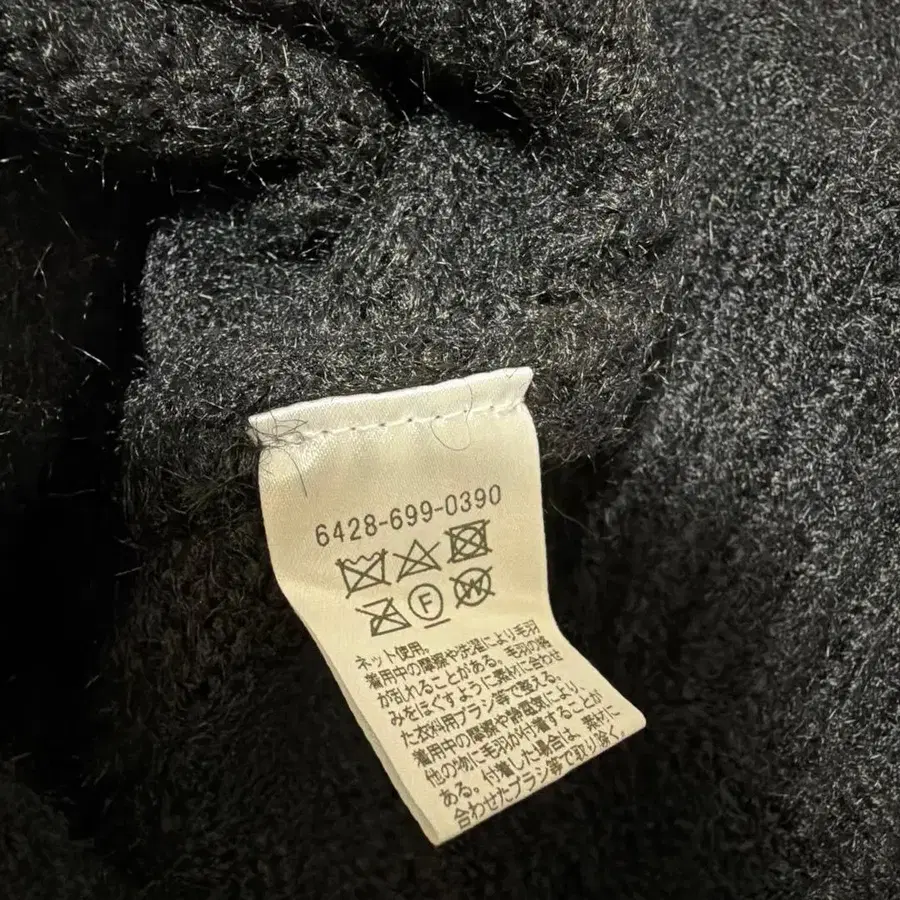 6428-699-0390
F
W
ネット使用。
着用中の摩擦や洗濯により毛羽
が乱れることがある。毛羽の絡
みをほぐすように素材に合わせ
た衣料用ブラシ等で整える。
着用中の摩擦や静電気により、
他の物に毛羽が付着することが
ある。付着した場合は、素材に
合わせたブラシ等で取り除く。